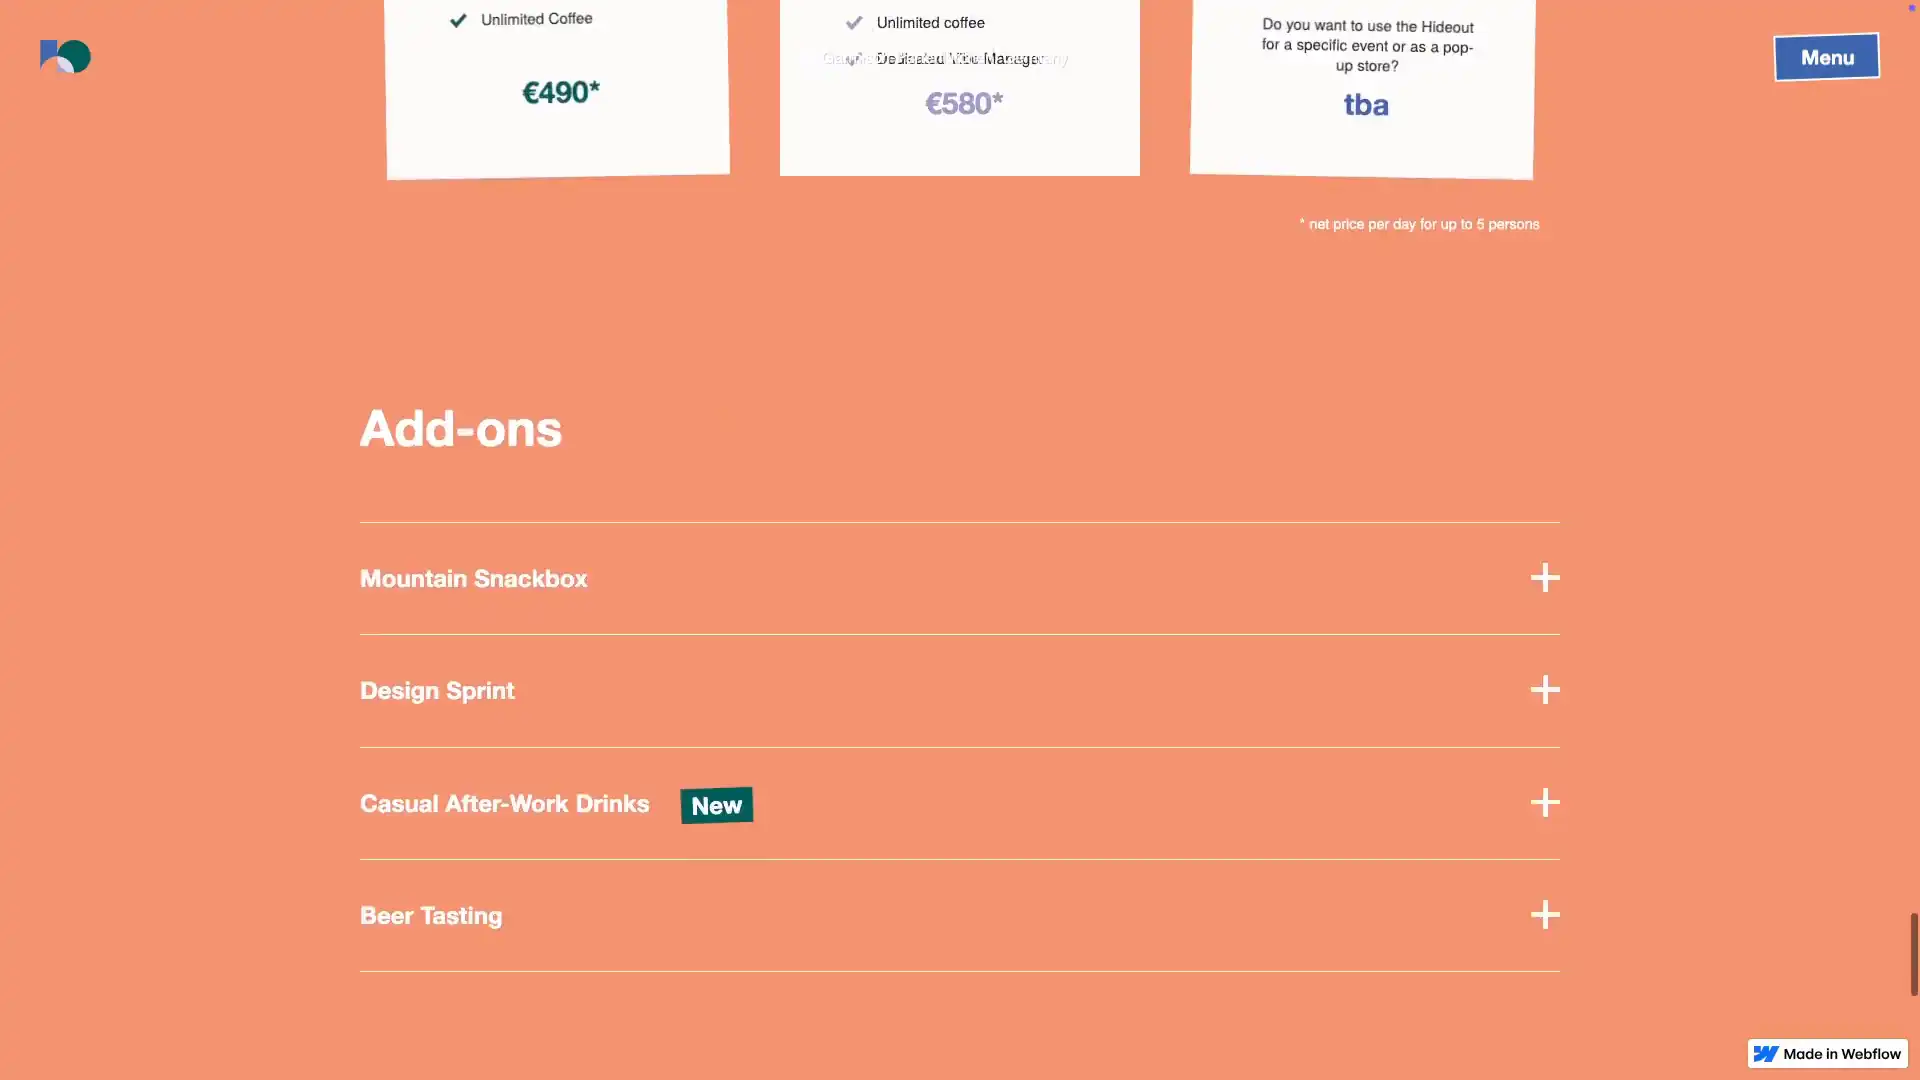 Unlimited Coffee
€490*
Unlimited coffee
Dedicated Vibe Manager
€580*
Do you want to use the Hideout
for a specific event or as a pop-
up store?
tba
Menu
* net price per day for up to 5 persons
Add-ons
Mountain Snackbox
Design Sprint
Casual After-Work Drinks
New
Beer Tasting
Made in Webflow